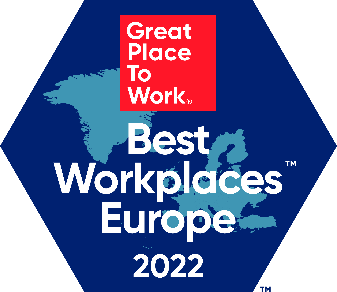 Great
Place
To
Work®
Best
Workplaces™
Europe
2022
TM